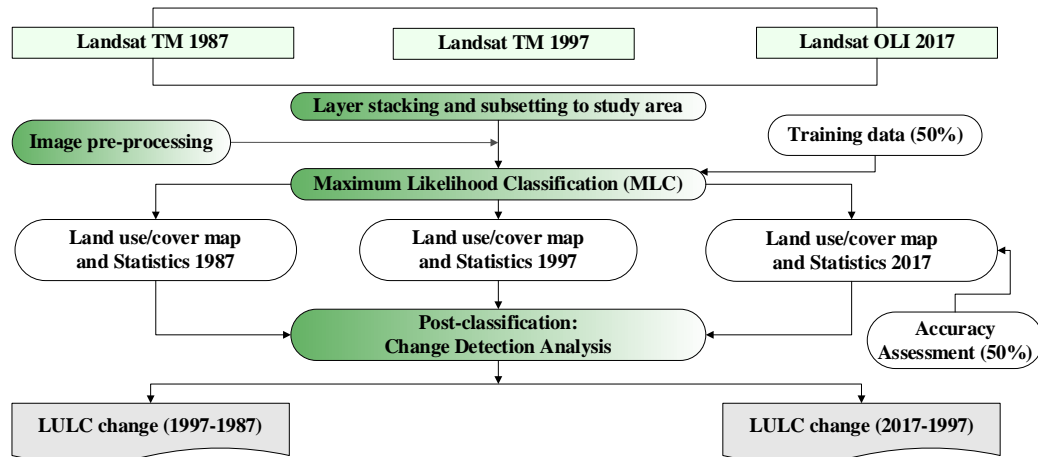 Landsat TM 1987
Landsat TM 1997
Landsat OLI 2017
Layer stacking and subsetting to study area
Image pre-processing
Training data (50%)
Maximum Likelihood Classification (MLC)
Land use/cover map
and Statistics 1987
Land use/cover map
and Statistics 1997
Land use/cover map
and Statistics 2017
Post-classification:
Change Detection Analysis
Accuracy
Assessment (50%)
LULC change (1997-1987)
LULC change (2017-1997)